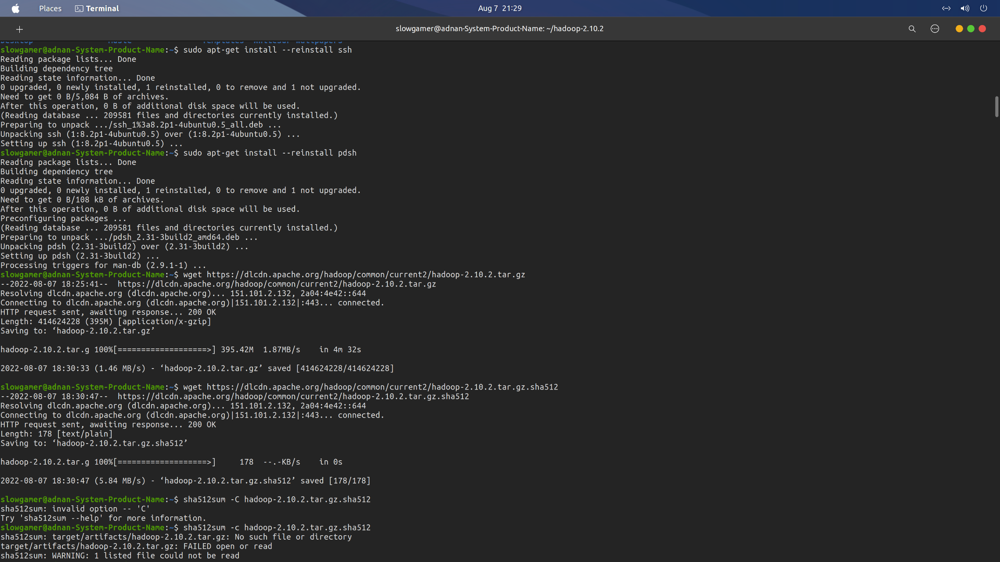 Places
Terminal
Aug 7 21:29
slowgamer@adnan-System-Product-Name: ~/hadoop-2.10.2
Desktop Music Templates WhiteSur-wallpapers
slowgamer@adnan-System-Product-Name:~$ sudo apt-get install --reinstall ssh
Reading package lists... Done
Building dependency tree
Reading state information... Done
0 upgraded, 0 newly installed, 1 reinstalled, 0 to remove and 1 not upgraded.
Need to get 0 B/5,084 B of archives.
After this operation, 0 B of additional disk space will be used.
(Reading database ... 209581 files and directories currently installed.)
Preparing to unpack .../ssh_1%3a8.2p1-4ubuntu0.5_all.deb ...
Unpacking ssh (1:8.2p1-4ubuntu0.5) over (1:8.2p1-4ubuntu0.5) ...
Setting up ssh (1:8.2p1-4ubuntu0.5) ...
slowgamer@adnan-System-Product-Name:~$ sudo apt-get install --reinstall pdsh
Reading package lists... Done
Building dependency tree
Reading state information... Done
0 upgraded, 0 newly installed, 1 reinstalled, 0 to remove and 1 not upgraded.
Need to get 0 B/108 kB of archives.
After this operation, 0 B of additional disk space will be used.
Preconfiguring packages ...
(Reading database ... 209581 files and directories currently installed.)
Preparing to unpack .../pdsh_2.31-3build2_amd64.deb ...
Unpacking pdsh (2.31-3build2) over (2.31-3build2) ...
Setting up pdsh (2.31-3build2) ...
Processing triggers for man-db (2.9.1-1) ...
slowgamer@adnan-System-Product-Name:~$ wget https://dlcdn.apache.org/hadoop/common/current2/hadoop-2.10.2.tar.gz
--2022-08-07 18:25:41--  https://dlcdn.apache.org/hadoop/common/current2/hadoop-2.10.2.tar.gz
Resolving dlcdn.apache.org (dlcdn.apache.org)... 151.101.2.132, 2a04:4e42::644
Connecting to dlcdn.apache.org (dlcdn.apache.org)|151.101.2.132|:443... connected.
HTTP request sent, awaiting response... 200 OK
Length: 414624228 (395M) [application/x-gzip]
Saving to: ‘hadoop-2.10.2.tar.gz’
hadoop-2.10.2.tar.g 100%[===================>] 395.42M  1.87MB/s    in 4m 32s
2022-08-07 18:30:33 (1.46 MB/s) - ‘hadoop-2.10.2.tar.gz’ saved [414624228/414624228]
slowgamer@adnan-System-Product-Name:~$ wget https://dlcdn.apache.org/hadoop/common/current2/hadoop-2.10.2.tar.gz.sha512
--2022-08-07 18:30:47--  https://dlcdn.apache.org/hadoop/common/current2/hadoop-2.10.2.tar.gz.sha512
Resolving dlcdn.apache.org (dlcdn.apache.org)... 151.101.2.132, 2a04:4e42::644
Connecting to dlcdn.apache.org (dlcdn.apache.org)|151.101.2.132|:443... connected.
HTTP request sent, awaiting response... 200 OK
Length: 178 [text/plain]
Saving to: ‘hadoop-2.10.2.tar.gz.sha512’
hadoop-2.10.2.tar.g 100%[===================>]     178  --.-KB/s    in 0s
2022-08-07 18:30:47 (5.84 MB/s) - ‘hadoop-2.10.2.tar.gz.sha512’ saved [178/178]
slowgamer@adnan-System-Product-Name:~$ sha512sum -C hadoop-2.10.2.tar.gz.sha512
sha512sum: invalid option -- 'C'
Try 'sha512sum --help' for more information.
slowgamer@adnan-System-Product-Name:~$ sha512sum -c hadoop-2.10.2.tar.gz.sha512
sha512sum: target/artifacts/hadoop-2.10.2.tar.gz: No such file or directory
target/artifacts/hadoop-2.10.2.tar.gz: FAILED open or read
sha512sum: WARNING: 1 listed file could not be read